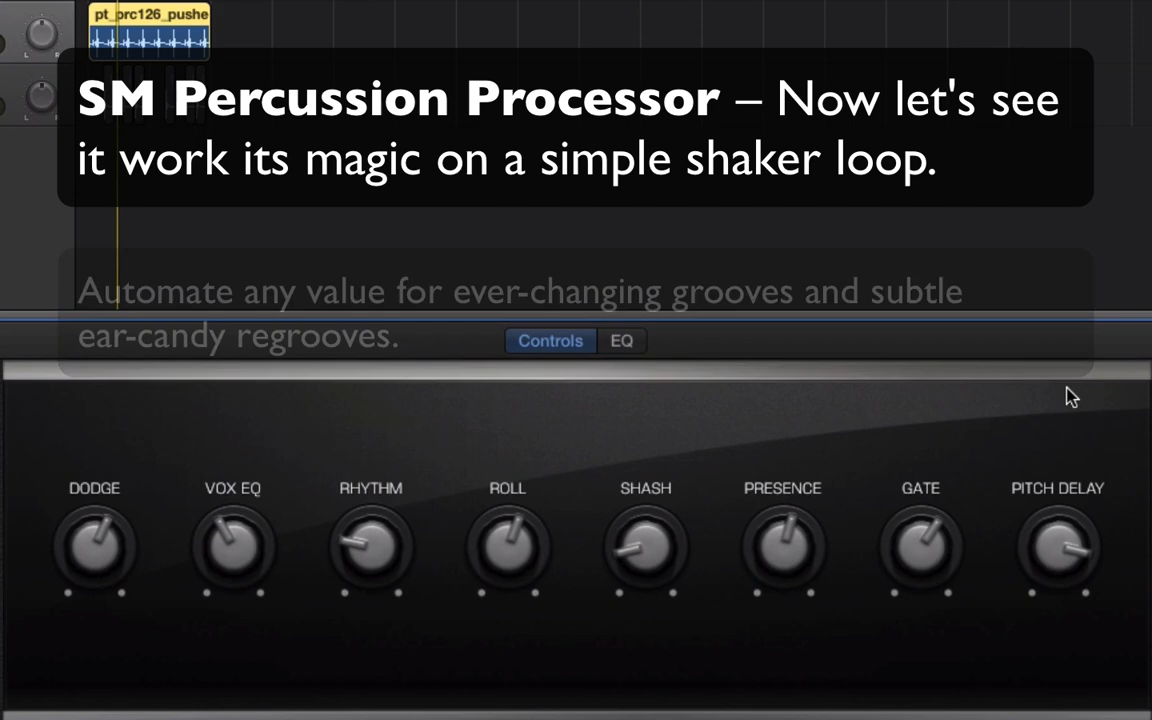 pt_prc126_pushe
L R
SM Percussion Processor – Now let's see
it work its magic on a simple shaker loop.
L
Automate any value for ever-changing grooves and subtle
ear-candy regrooves.
Controls EQ
DODGE VOX EQ RHYTHM ROLL SHASH PRESENCE GATE PITCH DELAY